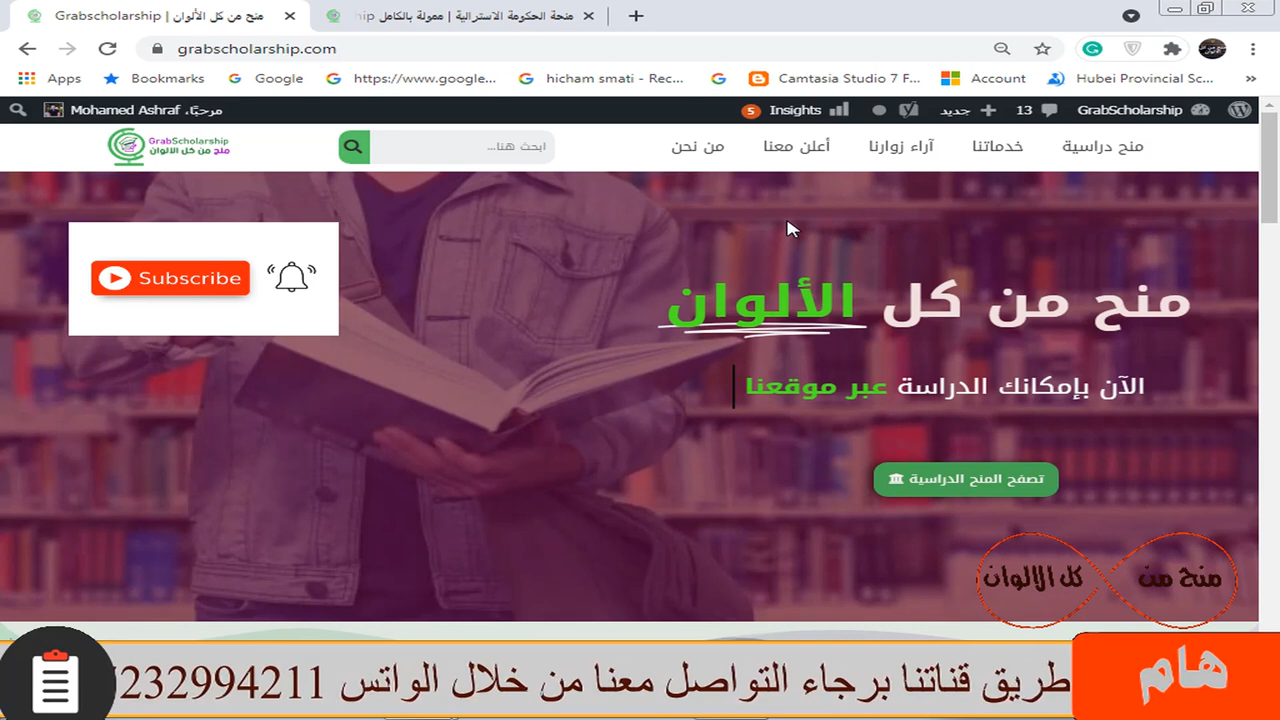 Grabscholarship | منح من كل الألوان
منحة الحكومة الاسترالية | ممولة بالكامل
grabscholarship.com
Apps
Bookmarks
Google
https://www.google...
hicham smati - Rec...
Camtasia Studio 7 F...
Account
Hubei Provincial Sc...
»
مرحبًا، Mohamed Ashraf
5 Insights
جديد
13
GrabScholarship
GrabScholarship
منح من كل الألوان
ابحث هنا...
منح دراسية
خدماتنا
آراء زوارنا
أعلن معنا
من نحن
Subscribe
منح من كل الألوان
الآن بإمكانك الدراسة عبر موقعنا
تصفح المنح الدراسية
منح من كل الالوان
هام
طريق قناتنا برجاء التواصل معنا من خلال الواتس 232994211